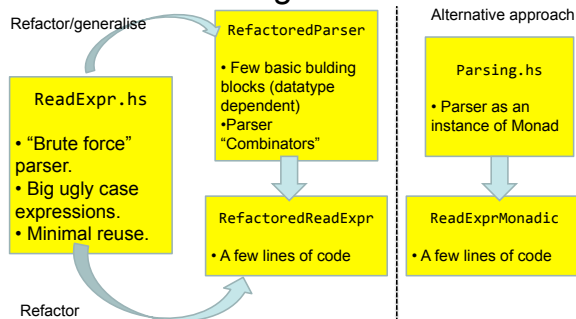 Refactor/generalise
ReadExpr.hs
• “Brute force”
parser.
• Big ugly case
expressions.
• Minimal reuse.
Refactor
RefactoredParser
• Few basic bulding
blocks (datatype
dependent)
•Parser
“Combinators”
RefactoredReadExpr
• A few lines of code
Alternative approach
Parsing.hs
• Parser as an
instance of Monad
ReadExprMonadic
• A few lines of code